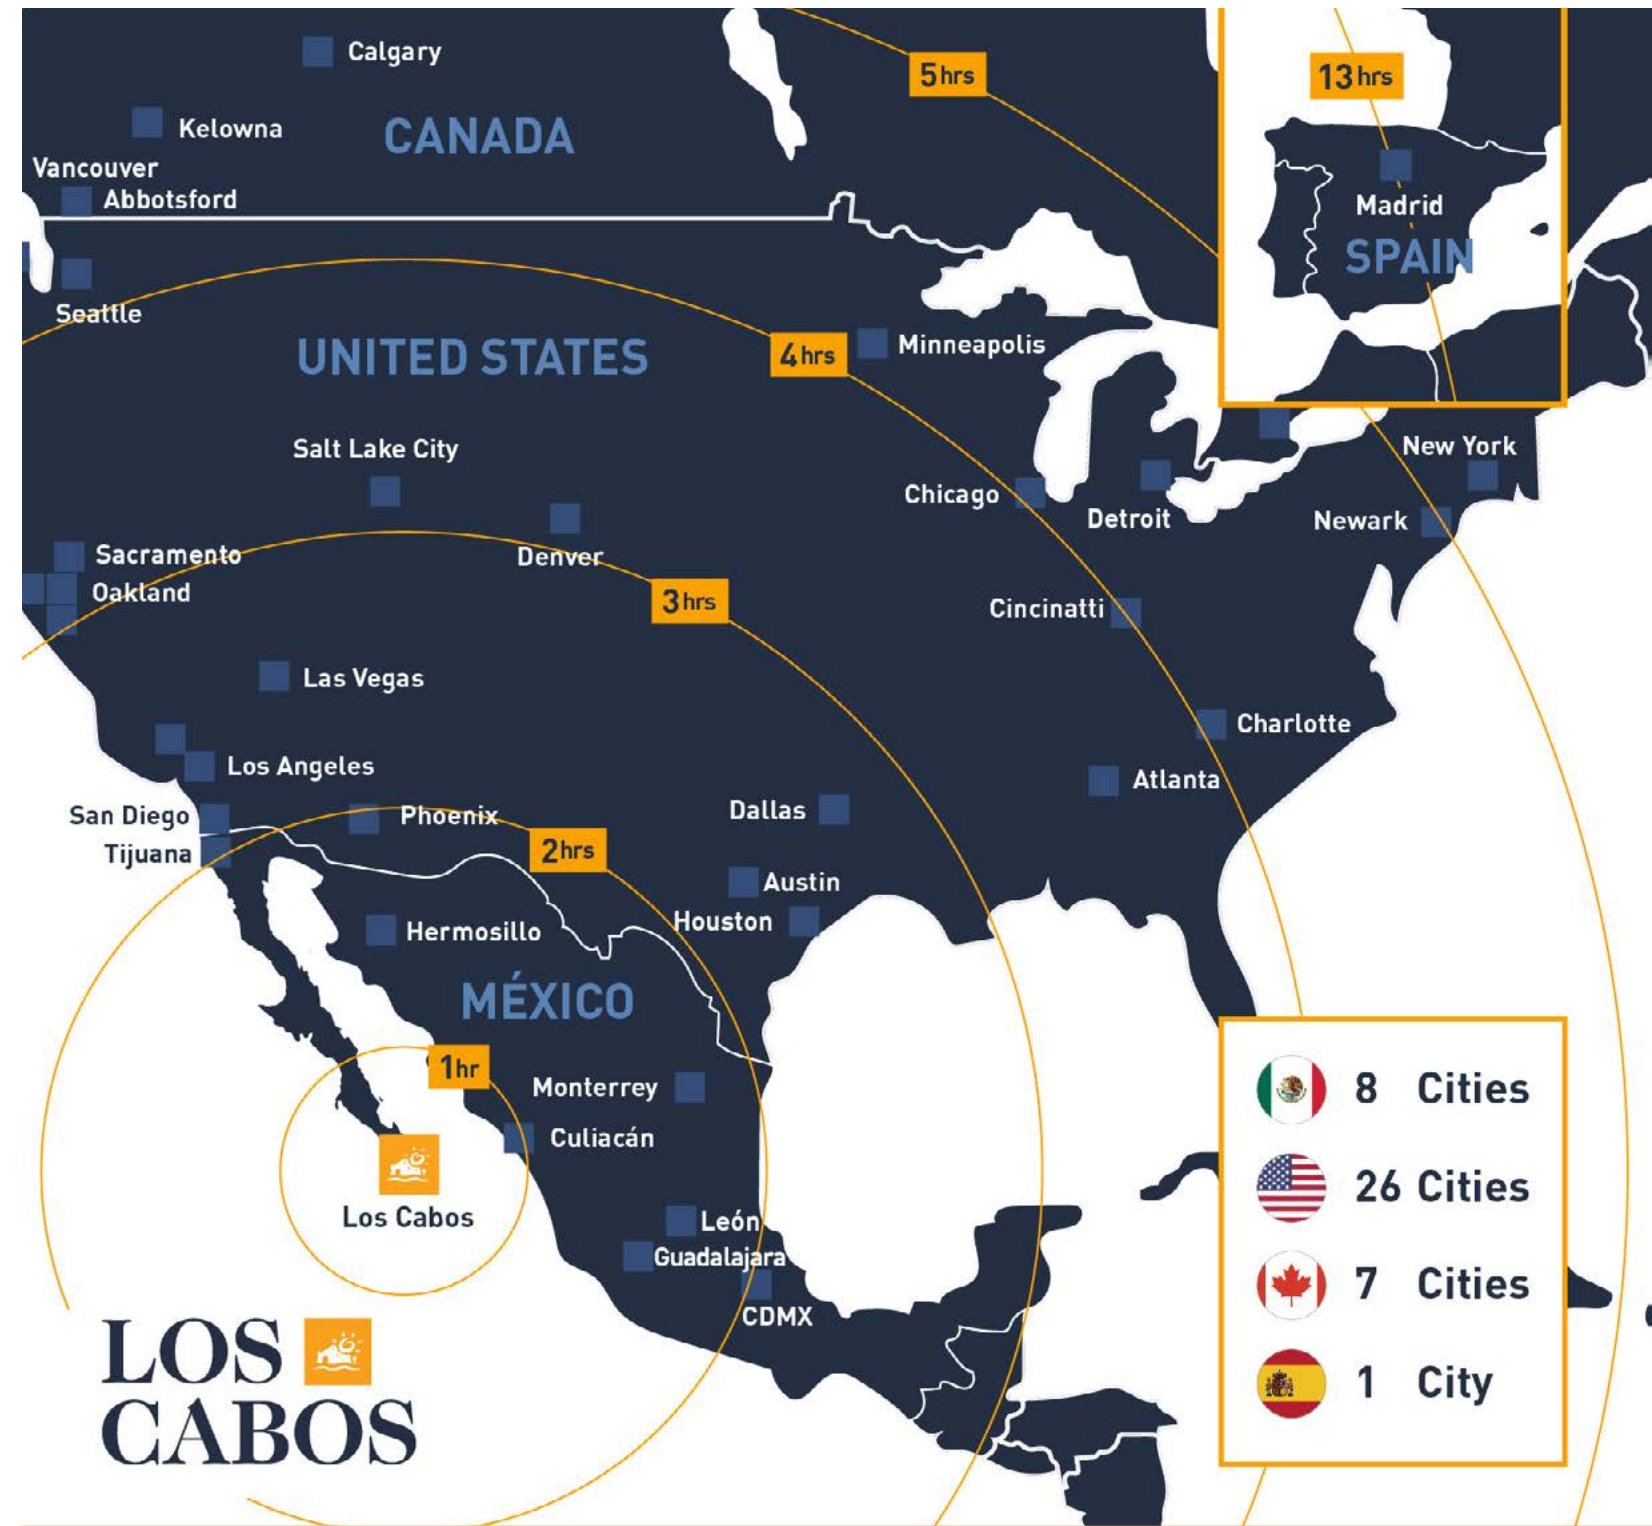 Calgary
5hrs
13 hrs
Kelowna
CANADA
Vancouver
Abbotsford
Madrid
SPAIN
Seattle
UNITED STATES
4hrs
Minneapolis
Salt Lake City
New York
Chicago
Detroit
Newark
Sacramento
Denver
Oakland
3hrs
Cincinatti
Las Vegas
Charlotte
Los Angeles
Atlanta
San Diego
Phoenix
Dallas
Tijuana
2hrs
Austin
Houston
Hermosillo
MÉXICO
1hr
Monterrey
Culiacán
Los Cabos
León
Guadalajara
CDMX
8 Cities
26 Cities
7 Cities
1 City
LOS
CABOS